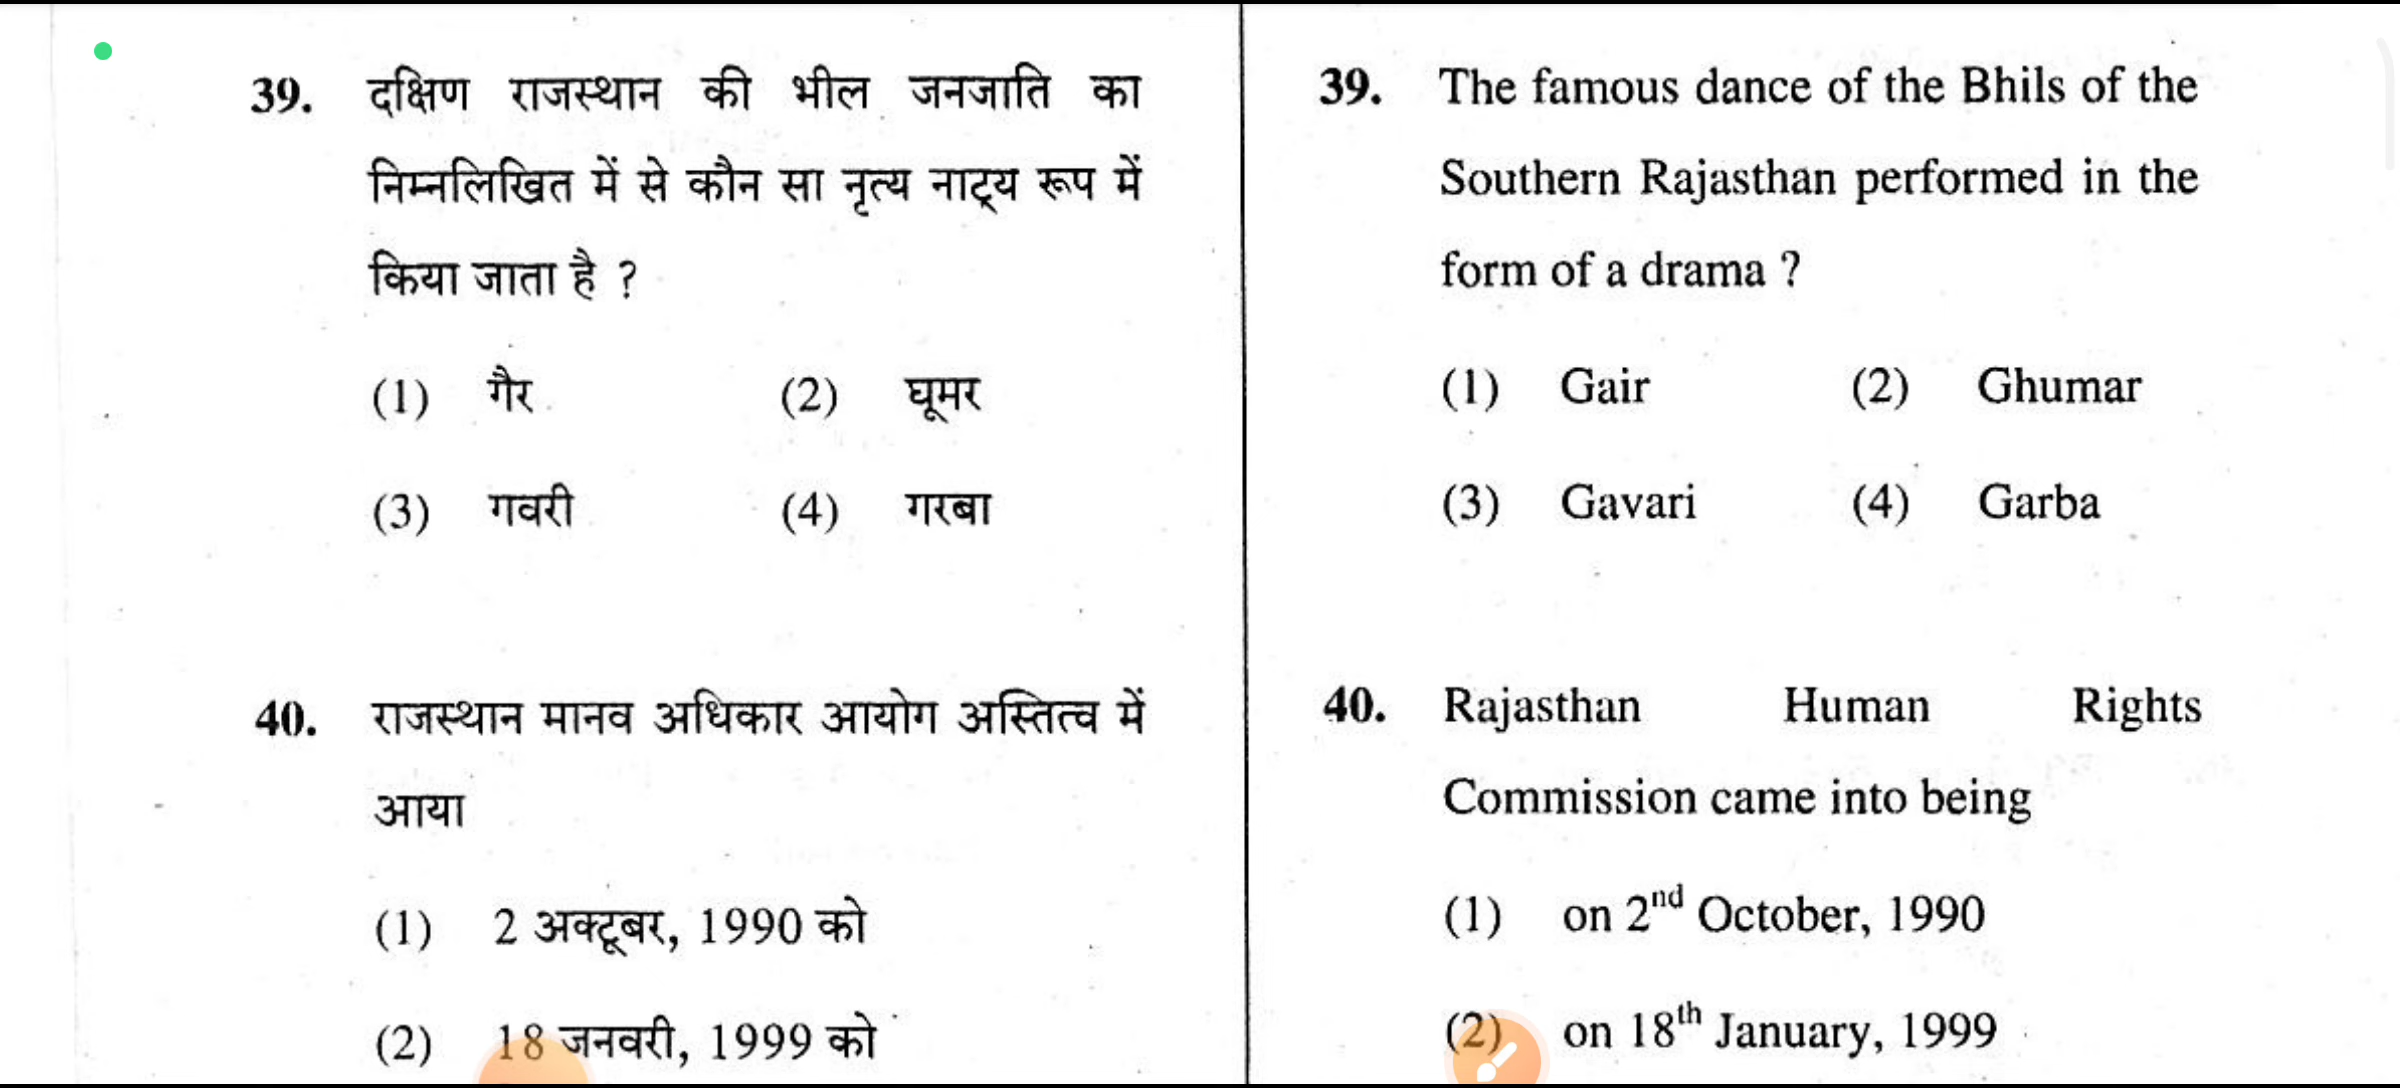 39. दक्षिण राजस्थान की भील जनजाति का
निम्नलिखित में से कौन सा नृत्य नाट्य रूप में
किया जाता है ?
(1) गैर (2) घूमर
(3) गवरी (4) गरबा
40. राजस्थान मानव अधिकार आयोग अस्तित्व में
आया
(1) 2 अक्टूबर, 1990 को
(2) 18 जनवरी, 1999 को
39. The famous dance of the Bhils of the
Southern Rajasthan performed in the
form of a drama ?
(1) Gair (2) Ghumar
(3) Gavari (4) Garba
40. Rajasthan Human Rights
Commission came into being
(1) on 2nd October, 1990
(2) on 18th January, 1999